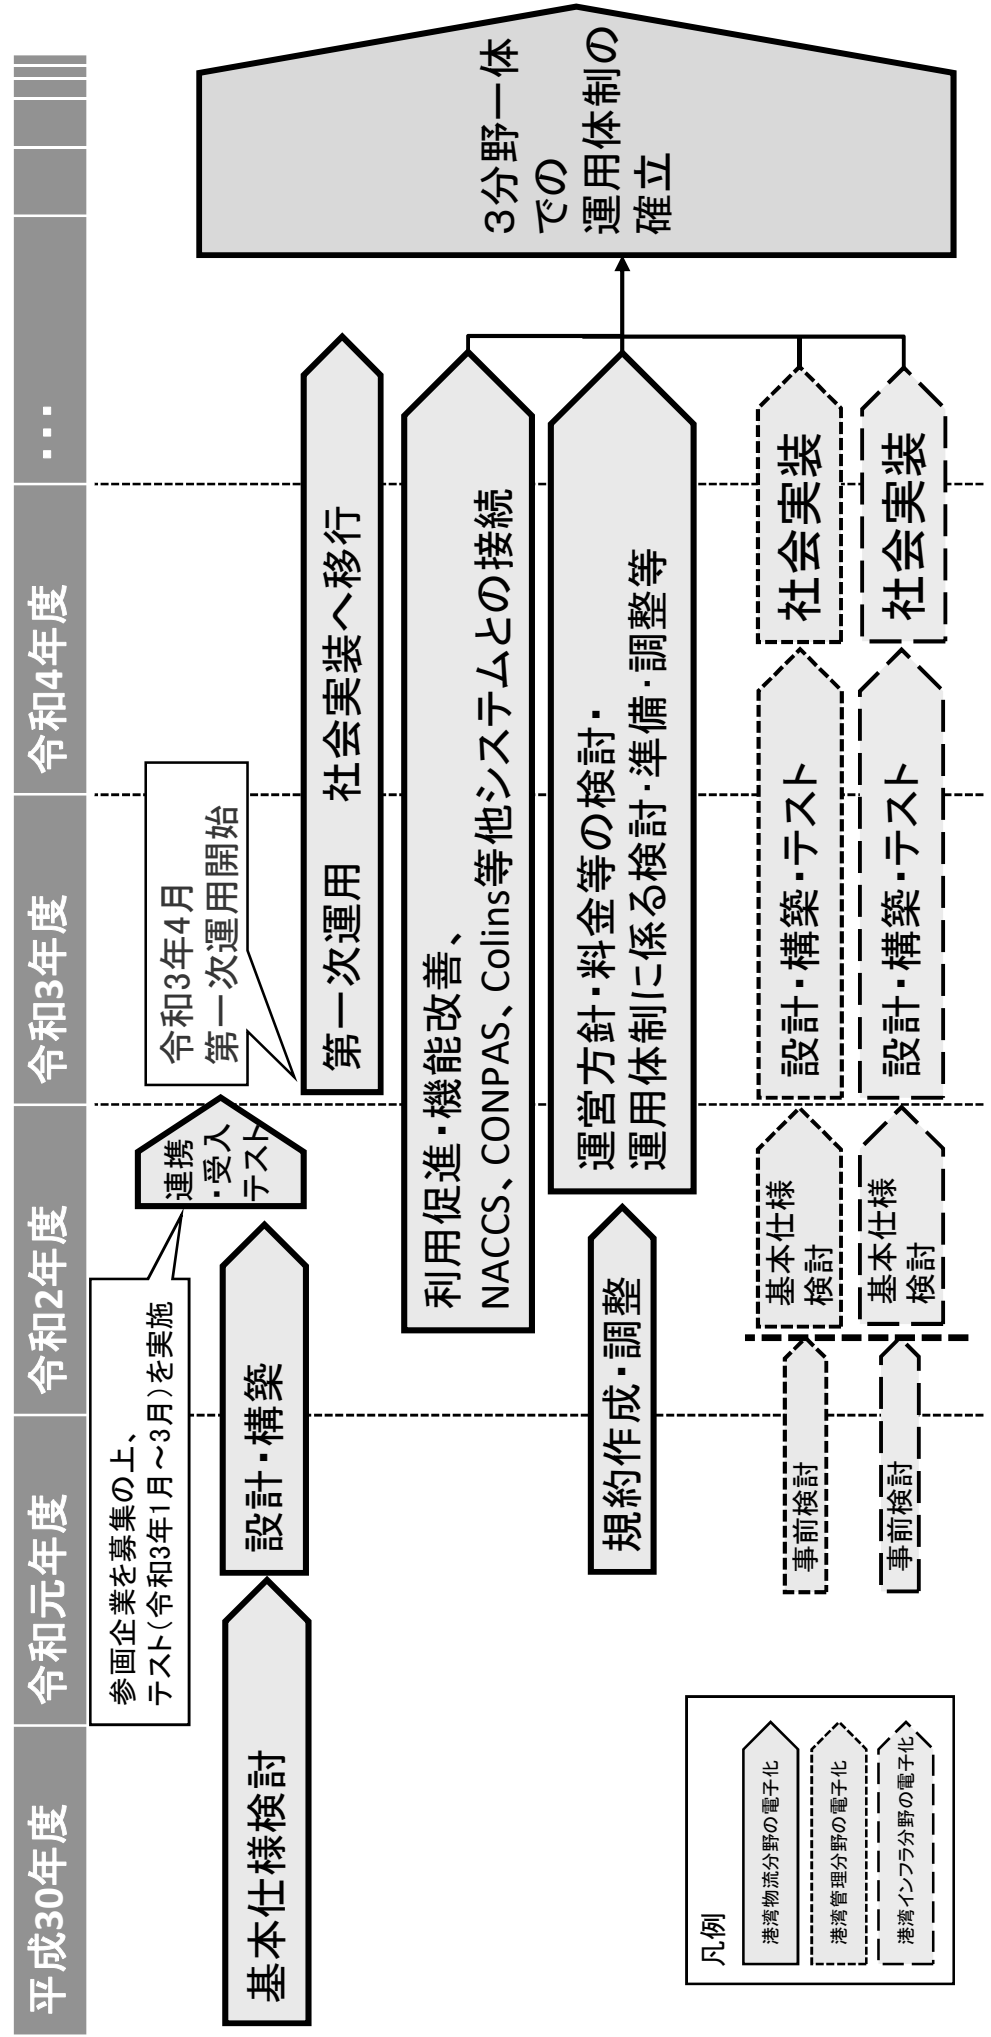 平成30年度
令和元年度
令和2年度
令和3年度
令和4年度
・・・
参画企業を募集の上、
テスト(令和3年1月～3月)を実施
令和3年4月
第一次運用開始
基本仕様検討
設計・構築
連携
・受入
テスト
第一次運用　社会実装へ移行
利用促進・機能改善、
NACCS、CONPAS、Colins等他システムとの接続
規約作成・調整
運営方針・料金等の検討・
運用体制に係る検討・準備・調整等
事前検討
基本仕様
検討
設計・構築・テスト
社会実装
事前検討
基本仕様
検討
設計・構築・テスト
社会実装
3分野一体
での
運用体制の
確立
凡例
港湾物流分野の電子化
港湾管理分野の電子化
港湾インフラ分野の電子化